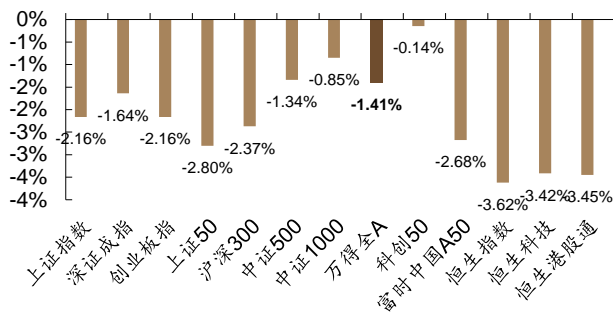 0%
-1%
-1%
-2%
-2%
-3%
-3%
-4%
-4%
-2.16%
-1.64%
-2.16%
-2.80%
-2.37%
-1.34%
-0.85%
-1.41%
-0.14%
-2.68%
-3.62%
-3.42%
-3.45%
上证指数
深证成指
创业板指
上证50
沪深300
中证500
中证1000
万得全A
科创50
富时中国A50
恒生指数
恒生科技
恒生港股通